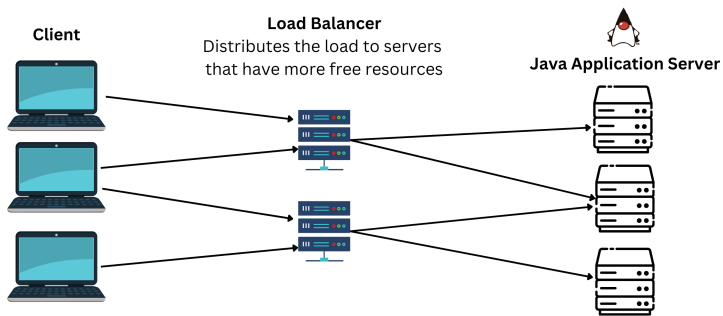 Client
Load Balancer
Distributes the load to servers
that have more free resources
Java Application Server